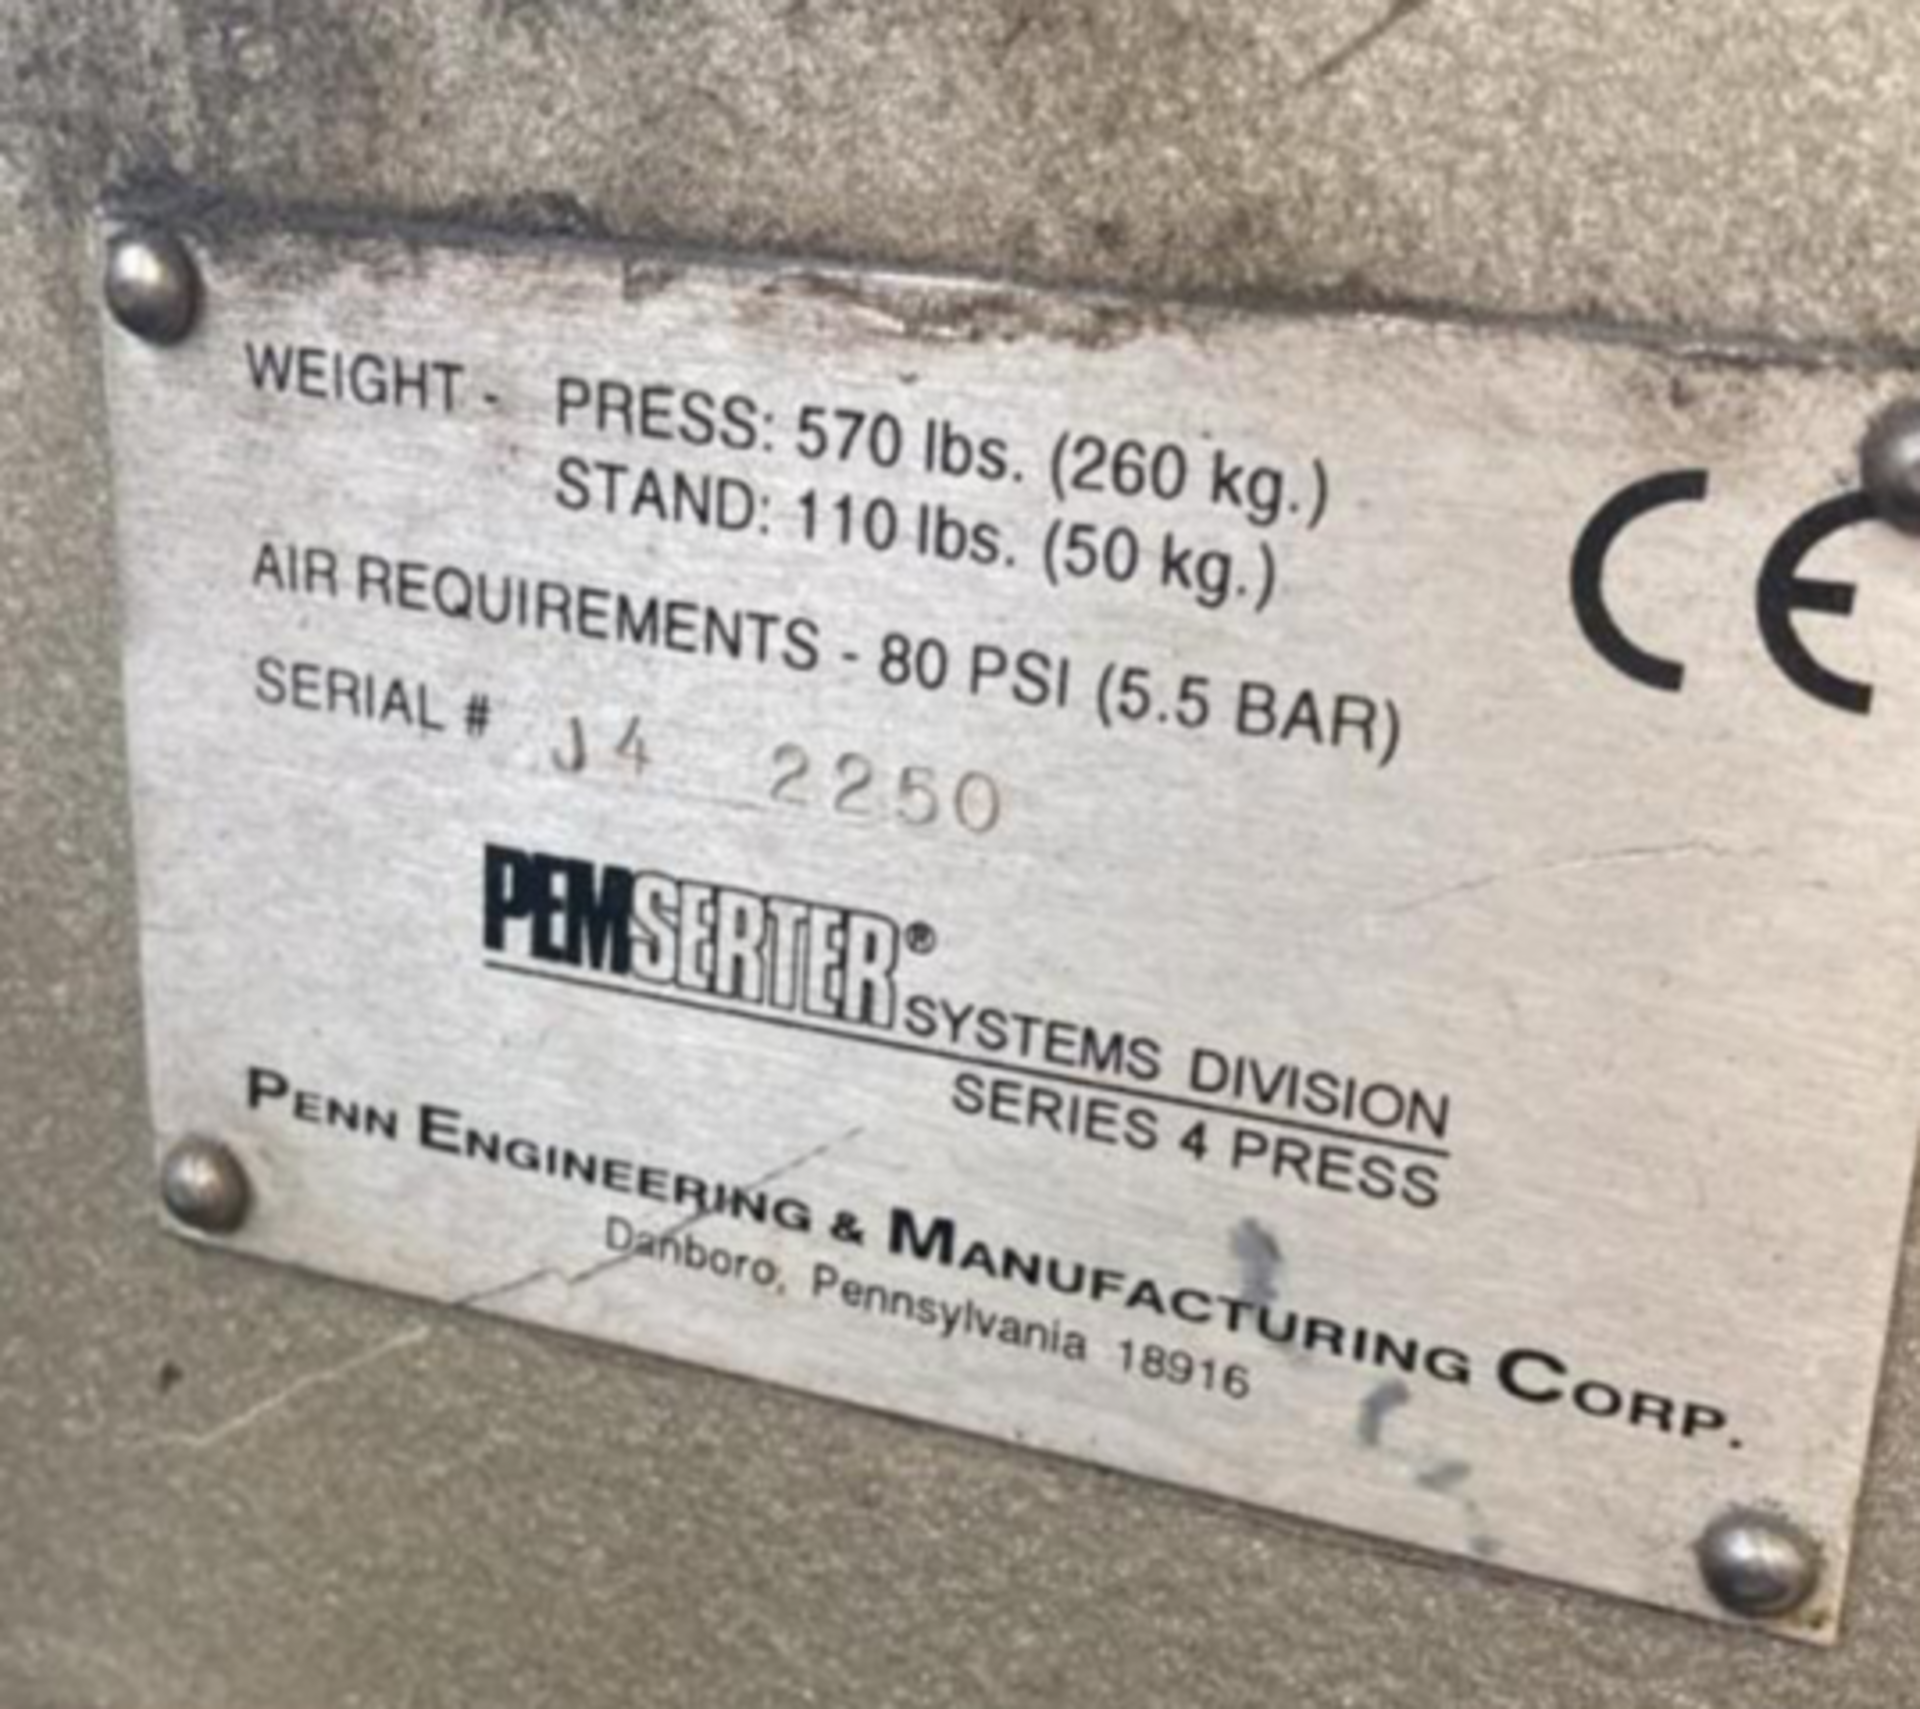 WEIGHT - PRESS: 570 lbs. (260 kg.)
STAND: 110 lbs. (50 kg.)
AIR REQUIREMENTS - 80 PSI (5.5 BAR)
SERIAL # J4 2250
CE
PEMSERTER® SYSTEMS DIVISION
SERIES 4 PRESS
PENN ENGINEERING & MANUFACTURING CORP.
Danboro, Pennsylvania 18916